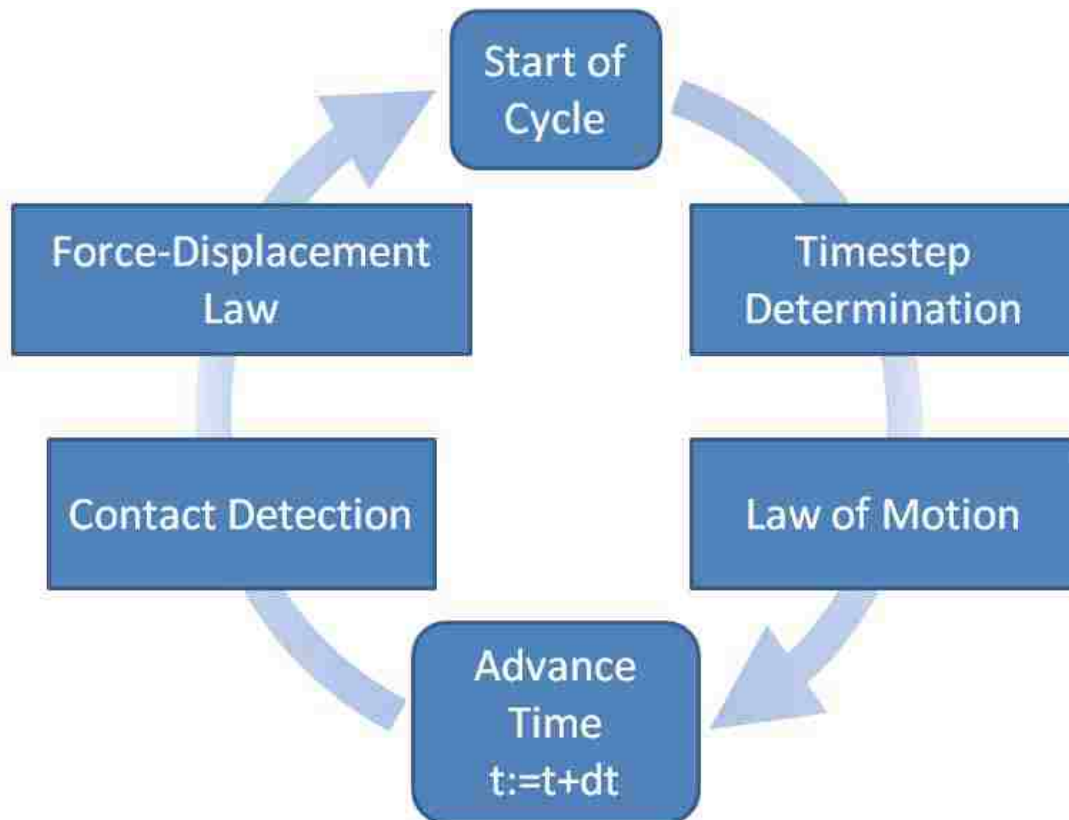 Start of
Cycle
Timestep
Determination
Law of Motion
Advance
Time
t:=t+dt
Contact Detection
Force-Displacement
Law